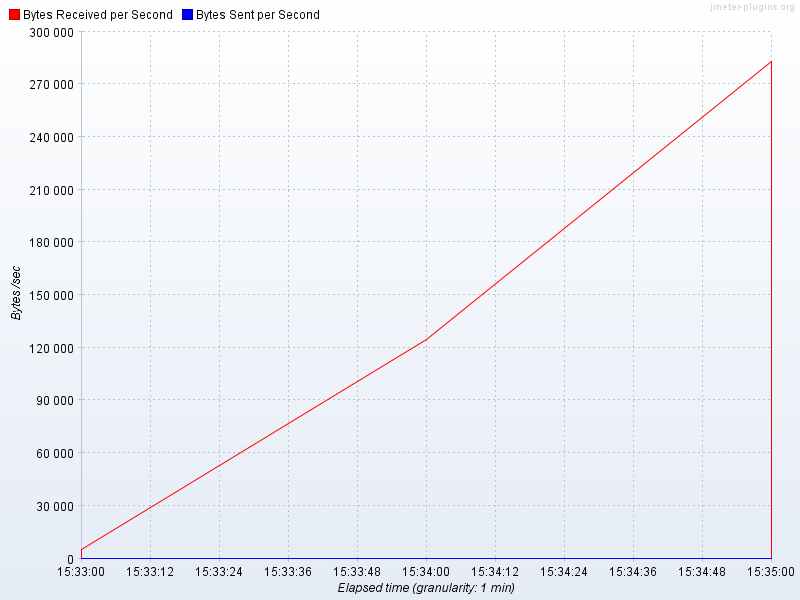 jmeter-plugins.org
Bytes Received per Second Bytes Sent per Second
300 000
270 000
240 000
210 000
180 000
150 000
120 000
90 000
60 000
30 000
0
Bytes /sec
15:33:00 15:33:12 15:33:24 15:33:36 15:33:48 15:34:00 15:34:12 15:34:24 15:34:36 15:34:48 15:35:00
Elapsed time (granularity: 1 min)